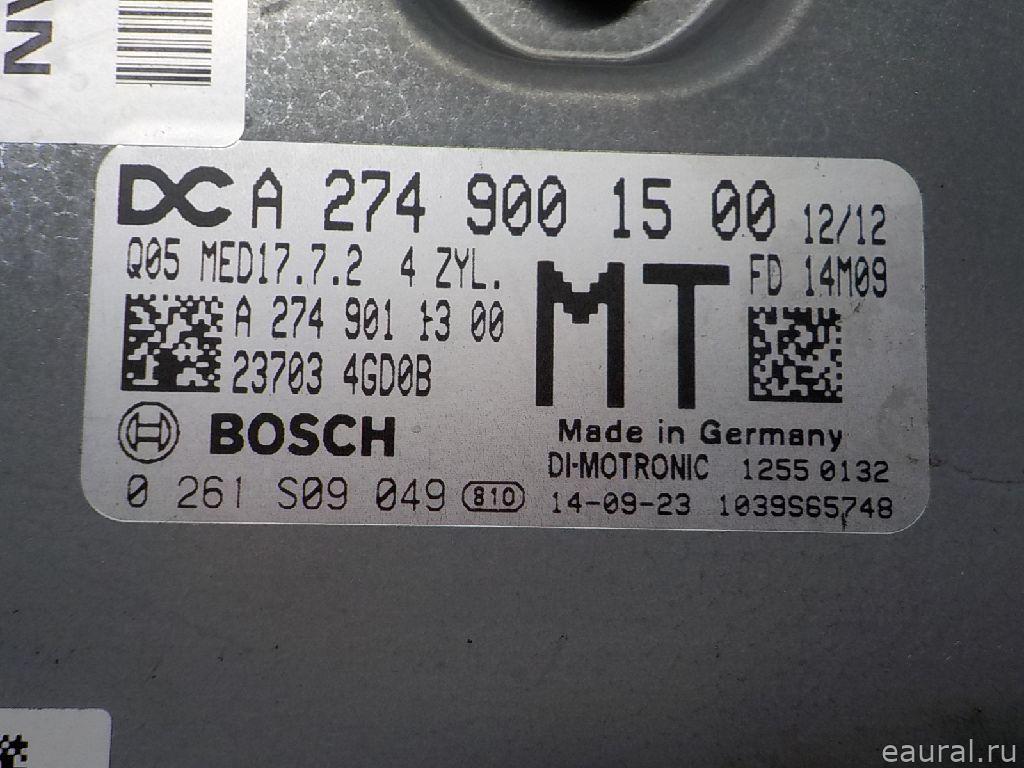 DC A 274 900 15 00 12/12
Q05 MED17.7.2 4 ZYL. MT FD 14M09
A 274 901 13 00
23703 4GD0B
BOSCH Made in Germany
DI-MOTRONIC 1255 0132
0 261 S09 049 810 14-09-23 1039S65748
eaural.ru